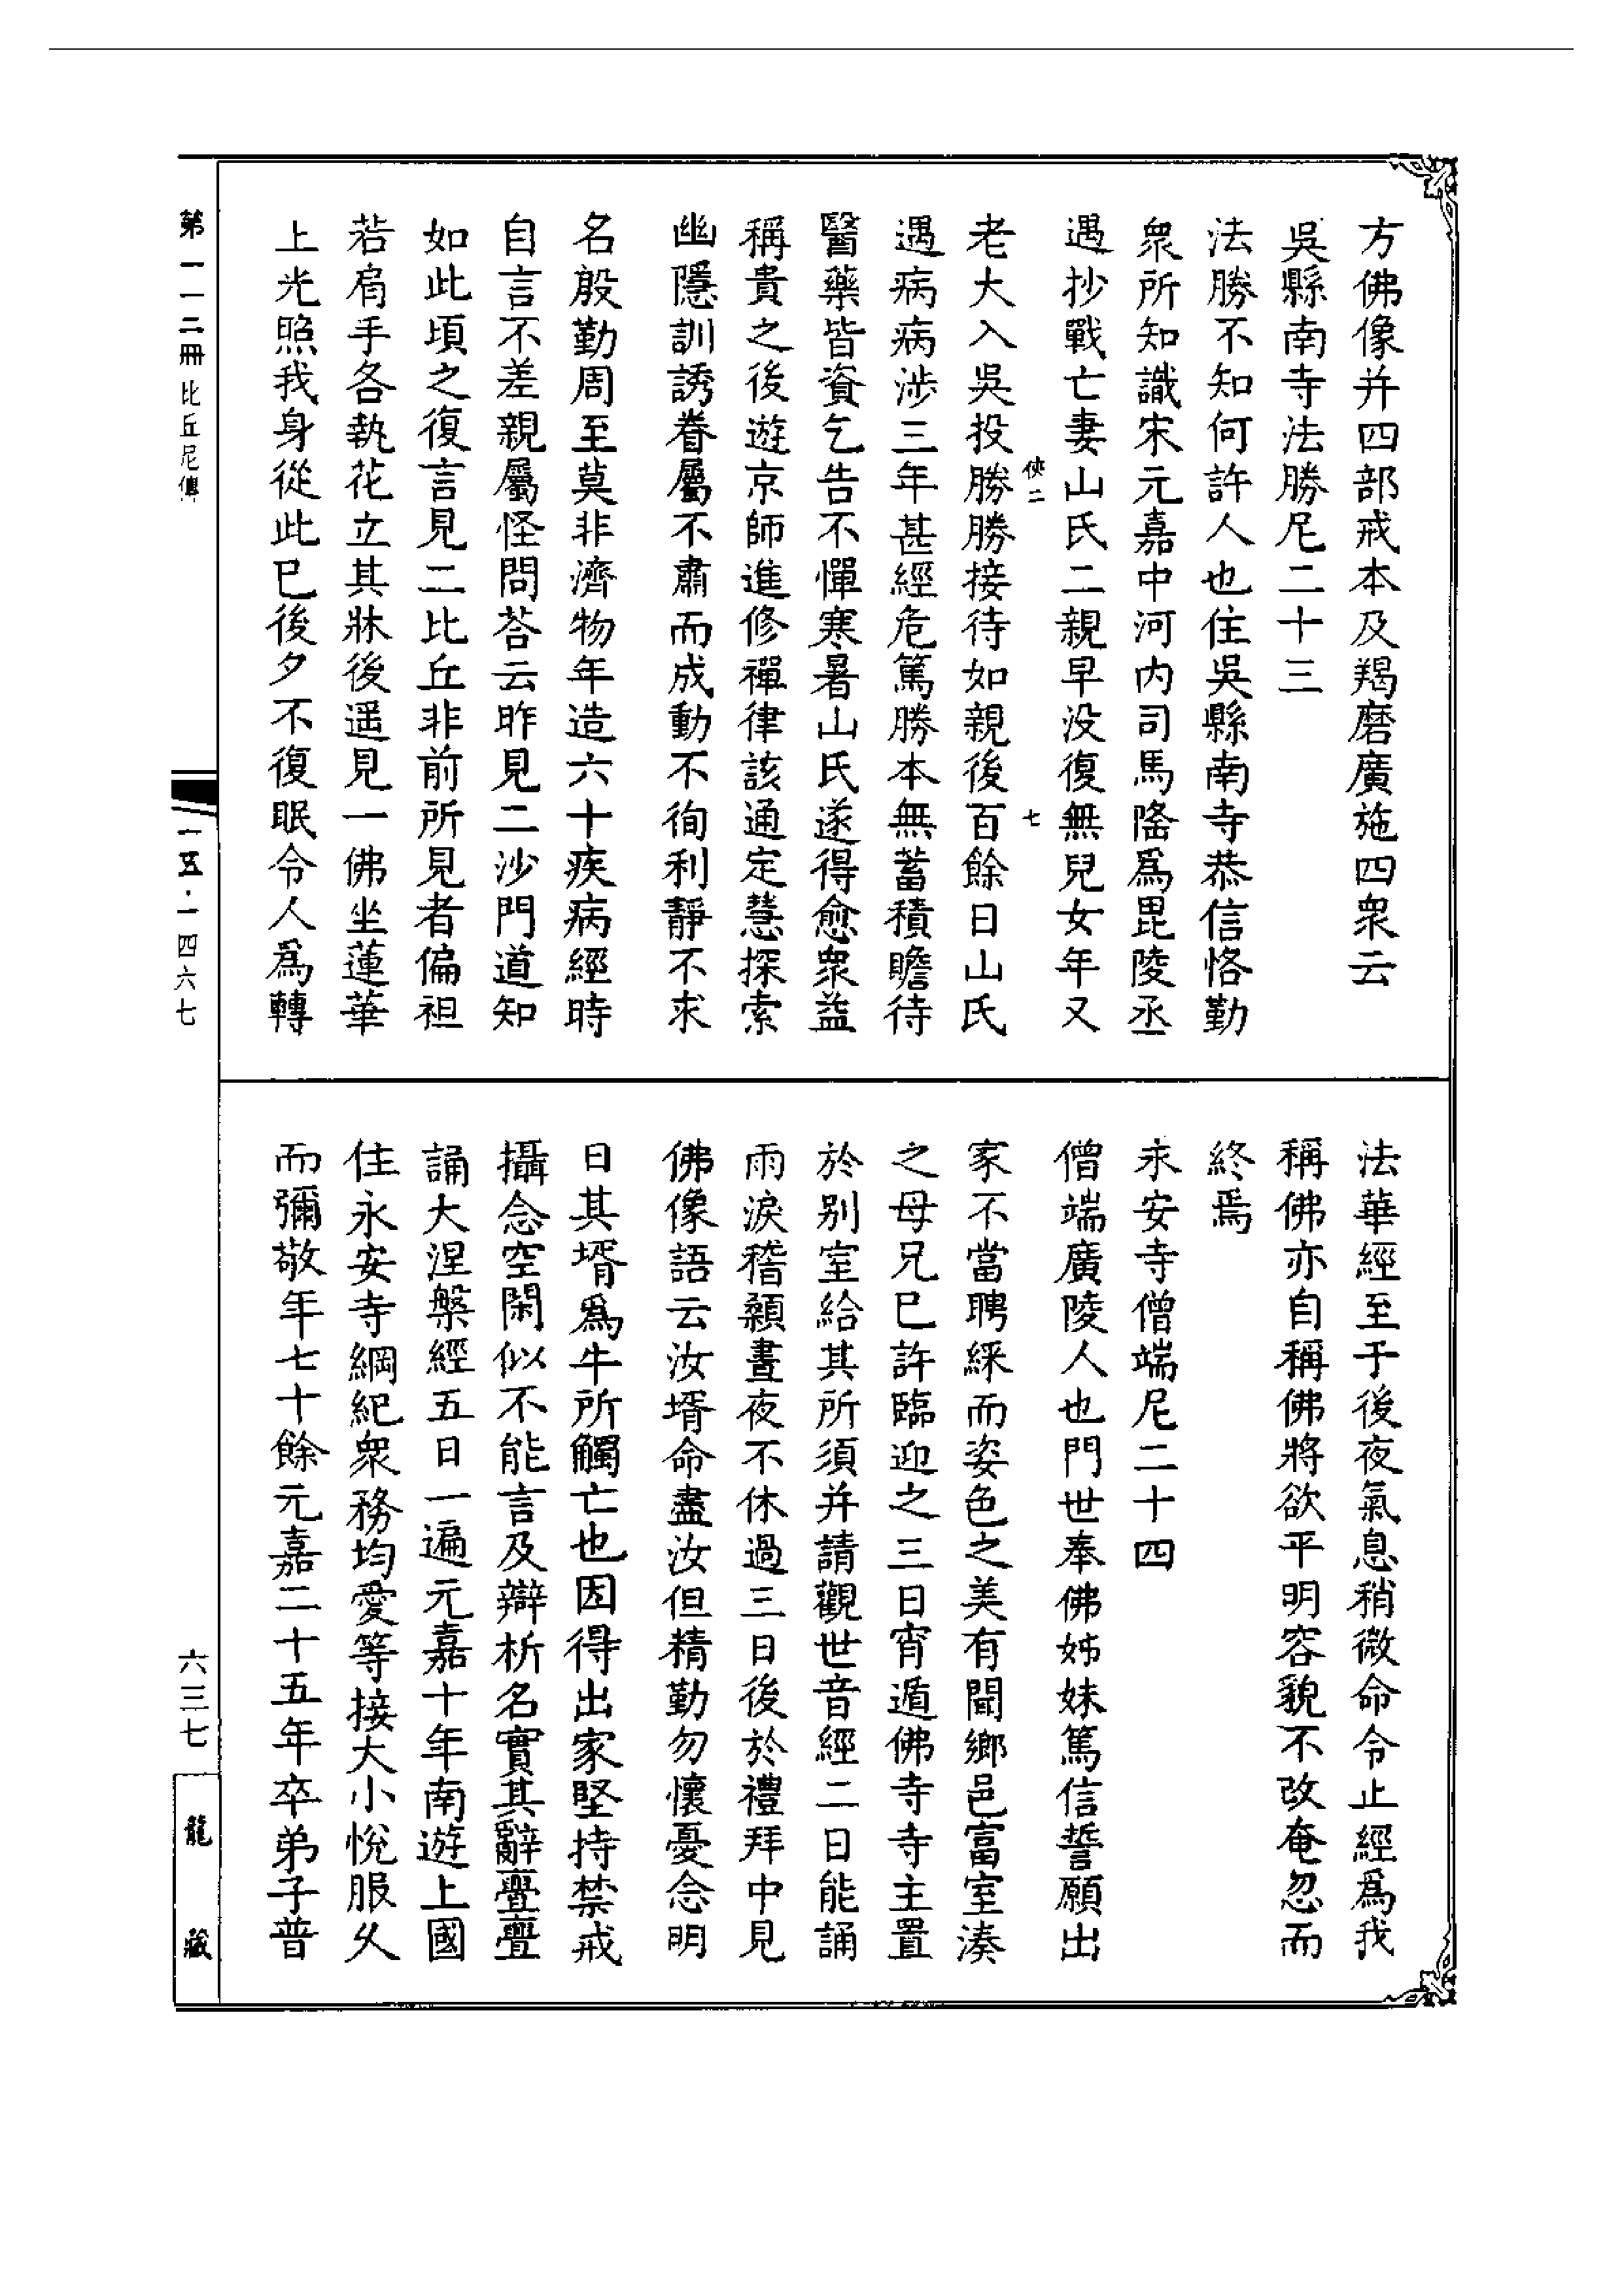 方佛像并四部戒本及羯磨廣施四衆云
吳縣南寺法勝尼二十三
法勝不知何許人也住吳縣南寺恭信恪勤
衆所知識宋元嘉中河内司馬隆爲毘陵丞
遇抄戰亡妻山氏二親早没復無兒女年又
俠二
七
老大入吳投勝勝接待如親後百餘日山氏
遇病病涉三年甚經危篤勝本無蓄積瞻待
醫藥皆資乞告不憚寒暑山氏遂得愈衆益
稱貴之後遊京師進修禪律該通定慧探索
幽隱訓誘眷屬不肅而成動不徇利靜不求
名殷勤周至莫非濟物年造六十疾病經時
自言不差親屬怪問荅云昨見二沙門道知
如此頃之復言見二比丘非前所見者偏袒
若肩手各執花立其牀後遥見一佛坐蓮華
上光照我身從此已後夕不復眠令人爲轉
法華經至于後夜氣息稍微命令止經爲我
稱佛亦自稱佛將欲平明容貌不改奄忽而
終焉
永安寺僧端尼二十四
僧端廣陵人也門世奉佛姊妹篤信誓願出
家不當聘綵而姿色之美有聞鄉邑富室湊
之母兄已許臨迎之三日宵遁佛寺寺主置
於别室給其所須并請觀世音經二日能誦
雨淚稽顙晝夜不休過三日後於禮拜中見
佛像語云汝壻命盡汝但精勤勿懷憂念明
日其壻爲牛所觸亡也因得出家堅持禁戒
攝念空閑似不能言及辯析名實其辭亹亹
誦大涅槃經五日一遍元嘉十年南遊上國
住永安寺綱紀衆務均愛等接大小悅服久
而彌敬年七十餘元嘉二十五年卒弟子普
第一一二冊 比丘尼傳
一一五·一四六七
六三七
龍藏